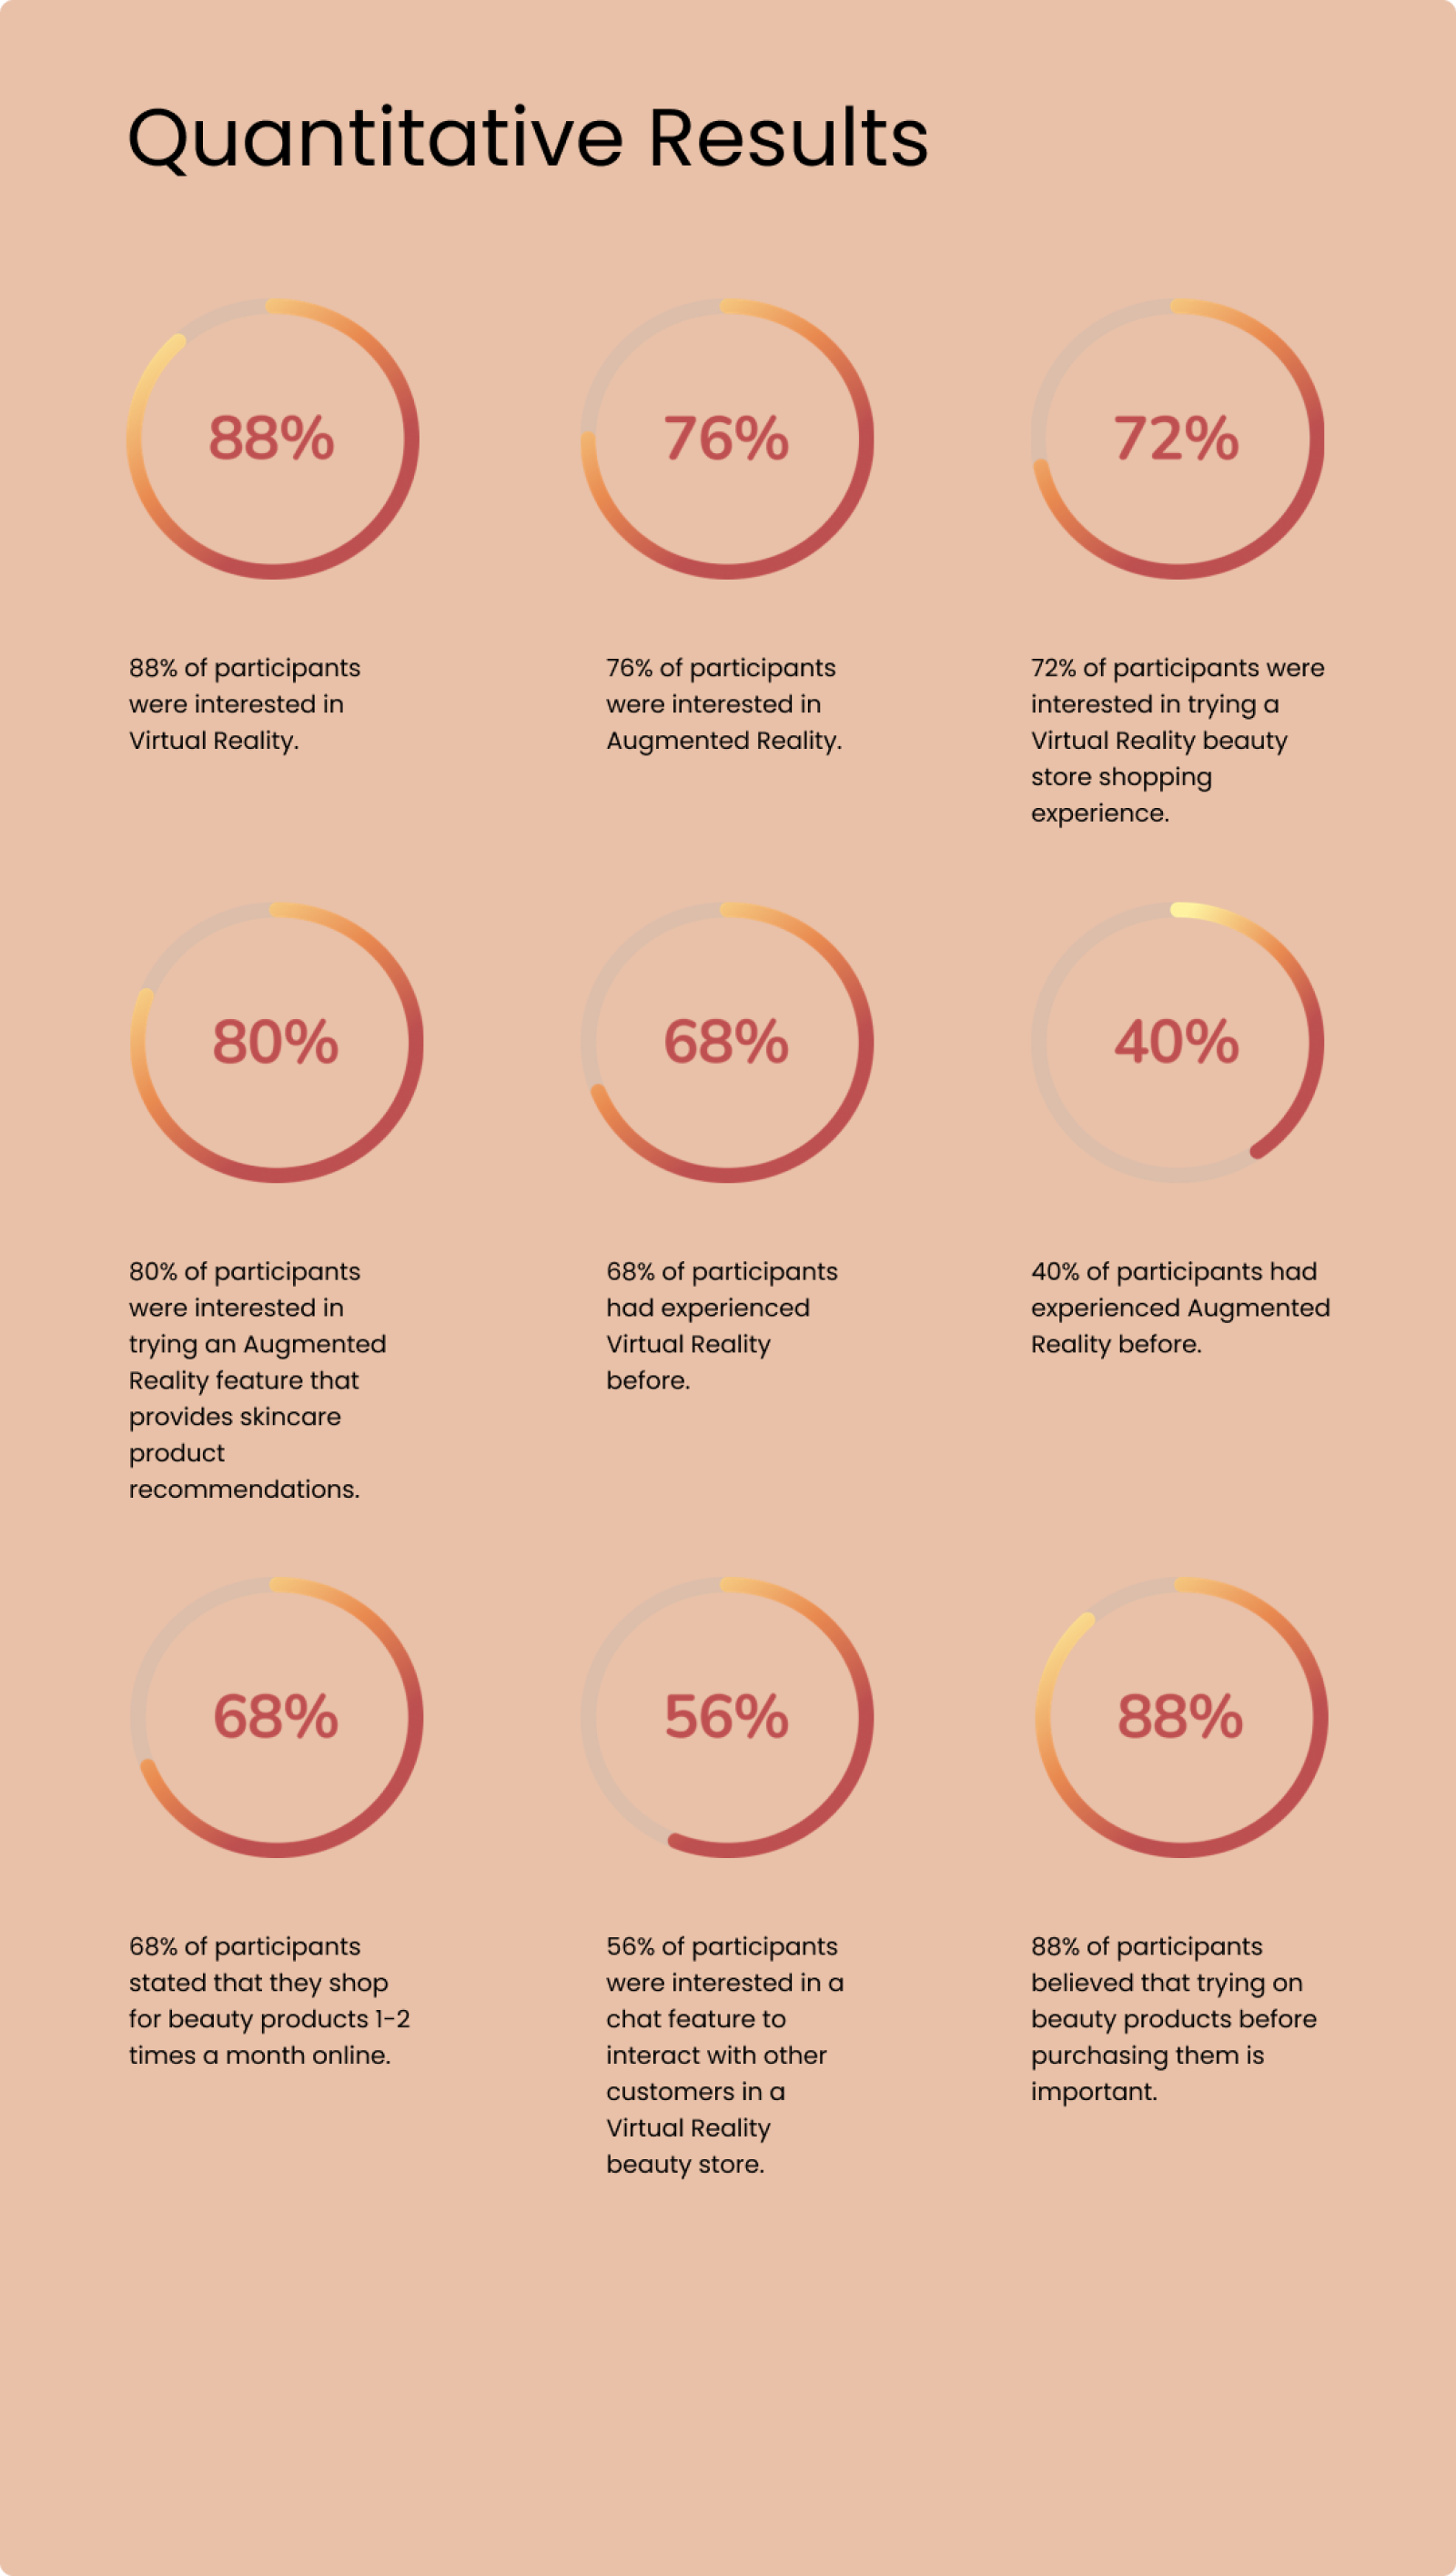 Quantitative Results
88%
76%
72%
88% of participants
were interested in
Virtual Reality.
76% of participants
were interested in
Augmented Reality.
72% of participants were
interested in trying a
Virtual Reality beauty
store shopping
experience.
80%
68%
40%
80% of participants
were interested in
trying an Augmented
Reality feature that
provides skincare
product
recommendations.
68% of participants
had experienced
Virtual Reality
before.
40% of participants had
experienced Augmented
Reality before.
68%
56%
88%
68% of participants
stated that they shop
for beauty products 1-2
times a month online.
56% of participants
were interested in a
chat feature to
interact with other
customers in a
Virtual Reality
beauty store.
88% of participants
believed that trying on
beauty products before
purchasing them is
important.